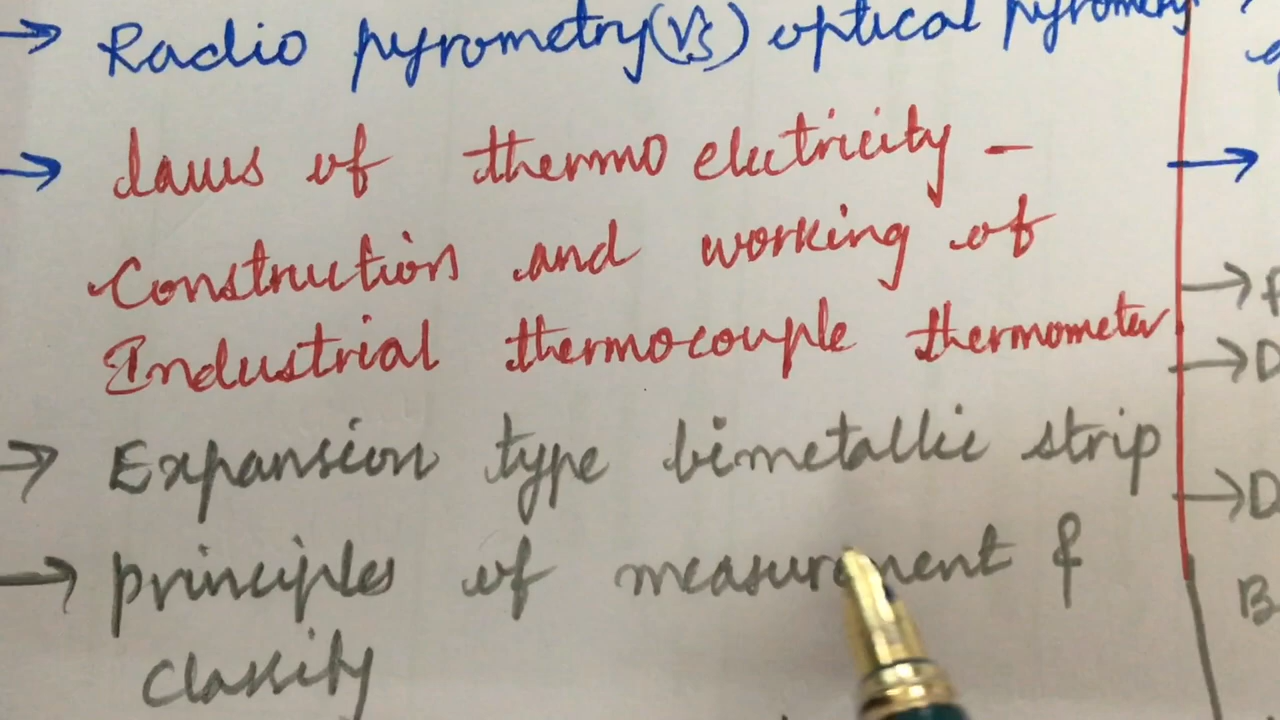 → Radio pyrometry (Vs) optical pyrometry
→ Laws of thermo electricity -
Construction and working of
Industrial thermocouple thermometer
→ Expansion type bimetallic strip
→ principles of measurement &
classify
→
→
→ D
→ D
B